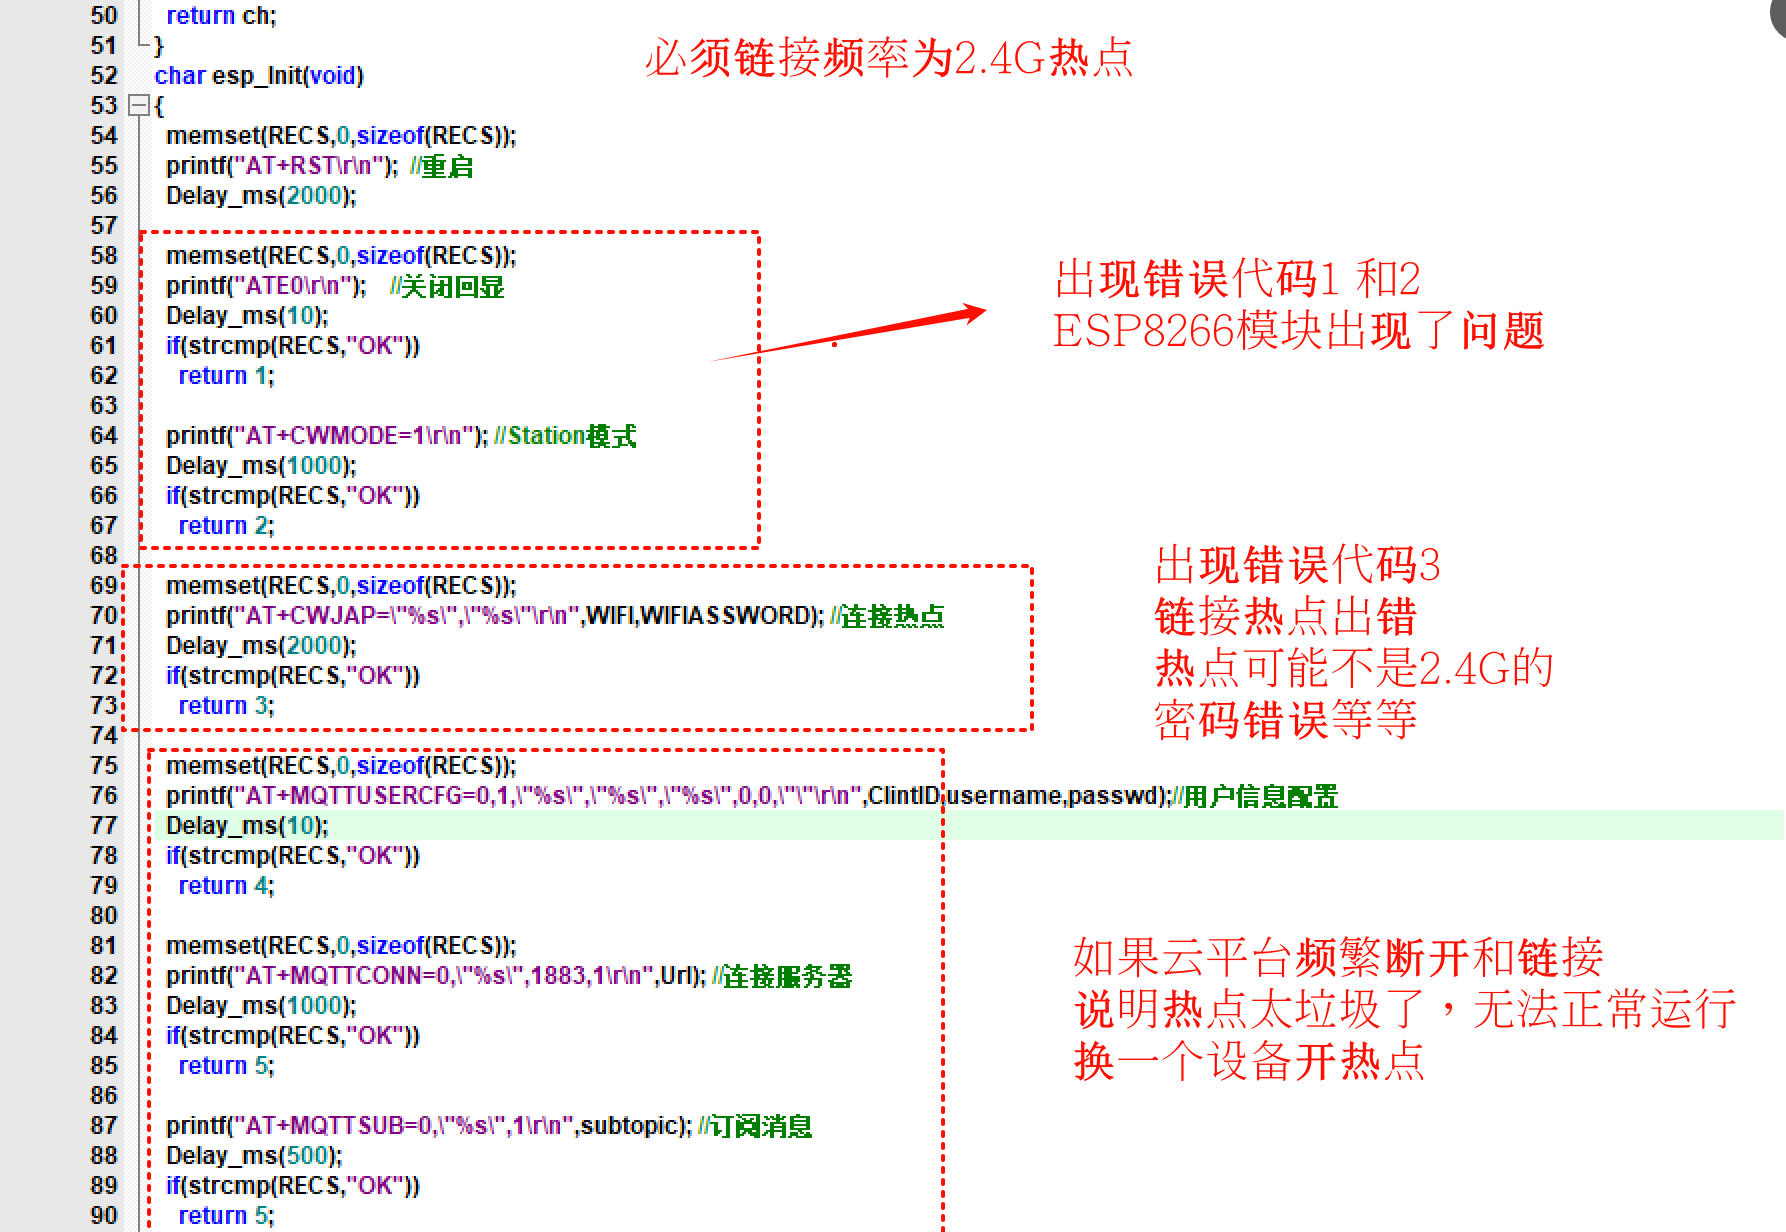 50 return ch;
51 }
52 char esp_Init(void)
必须链接频率为2.4G热点
53 {
54 memset(RECS,0,sizeof(RECS));
55 printf("AT+RST\r\n"); //重启
56 Delay_ms(2000);
57
58 memset(RECS,0,sizeof(RECS));
59 printf("ATE0\r\n"); //关闭回显
60 Delay_ms(10);
61 if(strcmp(RECS,"OK"))
62 return 1;
63
64 printf("AT+CWMODE=1\r\n"); //Station模式
65 Delay_ms(1000);
66 if(strcmp(RECS,"OK"))
67 return 2;
68
出现错误代码1 和2
ESP8266模块出现了问题
69 memset(RECS,0,sizeof(RECS));
70 printf("AT+CWJAP=\"%s\",\"%s\"\r\n",WIFI,WIFIASSWORD); //连接热点
71 Delay_ms(2000);
72 if(strcmp(RECS,"OK"))
73 return 3;
74
出现错误代码3
链接热点出错
热点可能不是2.4G的
密码错误等等
75 memset(RECS,0,sizeof(RECS));
76 printf("AT+MQTTUSERCFG=0,1,\"%s\",\"%s\",\"%s\",0,0,\"\"\r\n",ClintID,username,passwd);//用户信息配置
77 Delay_ms(10);
78 if(strcmp(RECS,"OK"))
79 return 4;
80
81 memset(RECS,0,sizeof(RECS));
82 printf("AT+MQTTCONN=0,\"%s\",1883,1\r\n",Url); //连接服务器
83 Delay_ms(1000);
84 if(strcmp(RECS,"OK"))
85 return 5;
86
87 printf("AT+MQTTSUB=0,\"%s\",1\r\n",subtopic); //订阅消息
88 Delay_ms(500);
89 if(strcmp(RECS,"OK"))
90 return 5;
如果云平台频繁断开和链接
说明热点太垃圾了，无法正常运行
换一个设备开热点